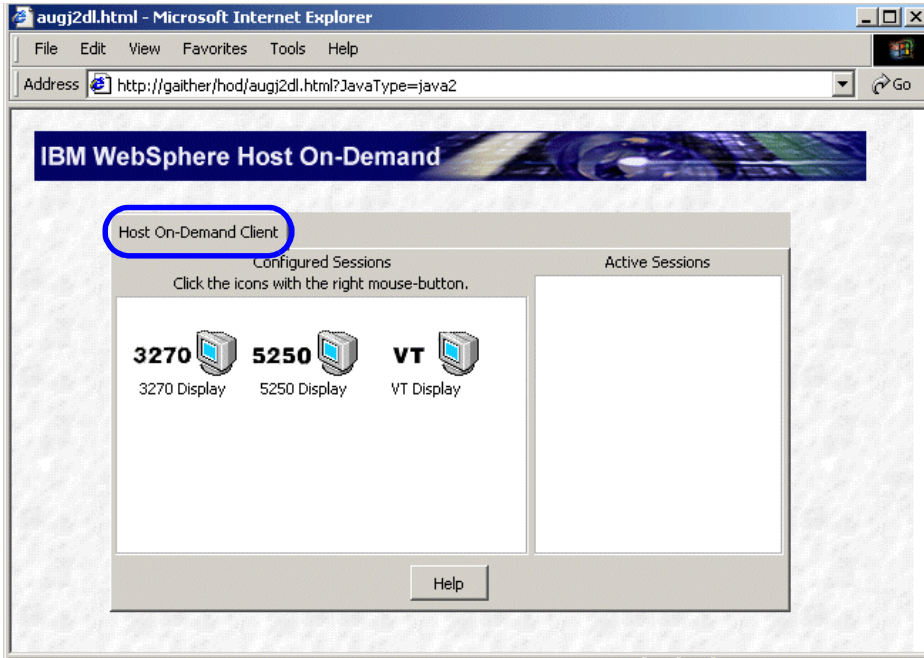 augj2dl.html - Microsoft Internet Explorer
File Edit View Favorites Tools Help
Address http://gaither/hod/augj2dl.html?JavaType=java2 Go
IBM WebSphere Host On-Demand
Host On-Demand Client
Configured Sessions
Click the icons with the right mouse-button.
Active Sessions
3270 5250 VT
3270 Display 5250 Display VT Display
Help